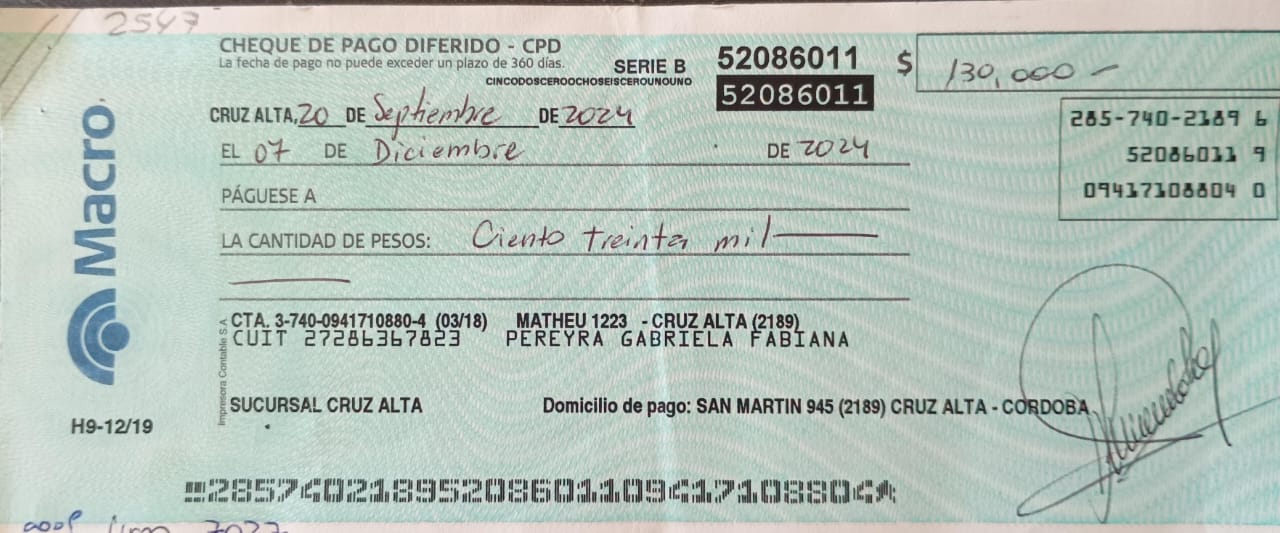 2547
CHEQUE DE PAGO DIFERIDO - CPD
La fecha de pago no puede exceder un plazo de 360 días.
SERIE B
CINCODOSCEROOCHOSEISCEROUNOUNO
52086011
52086011
$ 130,000 —
285-740-2189 6
52086011 9
09417108804 0
CRUZ ALTA, 20 DE Septiembre DE 2024
EL 07 DE Diciembre DE 2024
PÁGUESE A
LA CANTIDAD DE PESOS: Ciento treinta mil
CTA. 3-740-0941710880-4 (03/18) MATHEU 1223 - CRUZ ALTA (2189)
CUIT 27286367823 PEREYRA GABRIELA FABIANA
SUCURSAL CRUZ ALTA
Domicilio de pago: SAN MARTIN 945 (2189) CRUZ ALTA - CORDOBA
Macro
H9-12/19
Impresora Contable S.A.
28574021895208601109417108804